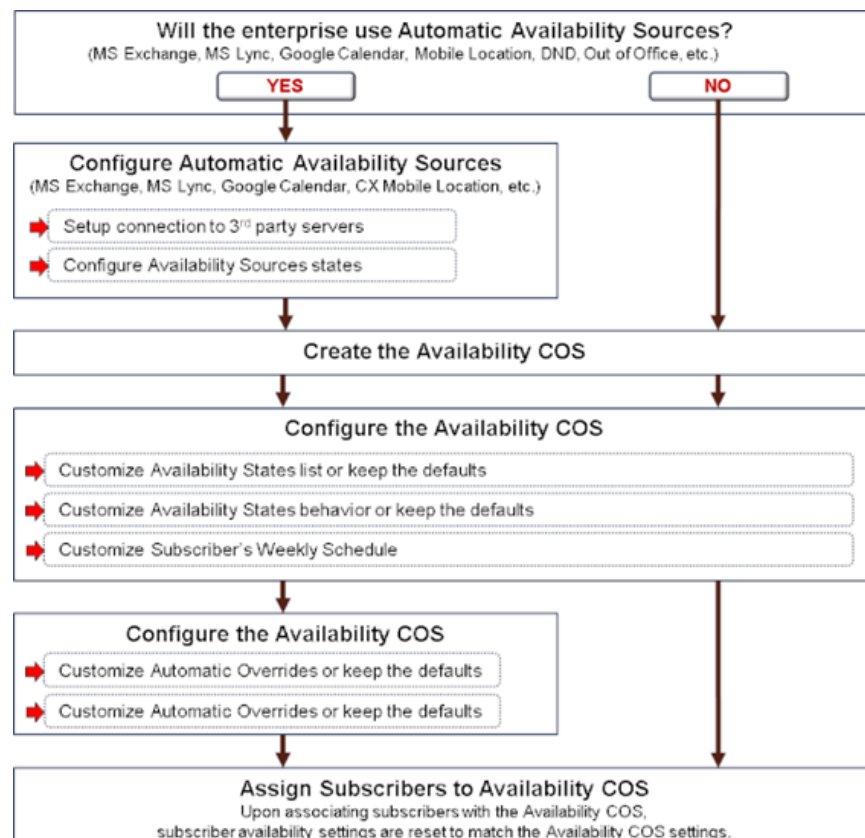 Will the enterprise use Automatic Availability Sources?
(MS Exchange, MS Lync, Google Calendar, Mobile Location, DND, Out of Office, etc.)
YES
NO
Configure Automatic Availability Sources
(MS Exchange, MS Lync, Google Calendar, CX Mobile Location, etc.)
Setup connection to 3rd party servers
Configure Availability Sources states
Create the Availability COS
Configure the Availability COS
Customize Availability States list or keep the defaults
Customize Availability States behavior or keep the defaults
Customize Subscriber's Weekly Schedule
Configure the Availability COS
Customize Automatic Overrides or keep the defaults
Customize Automatic Overrides or keep the defaults
Assign Subscribers to Availability COS
Upon associating subscribers with the Availability COS,
subscriber availability settings are reset to match the Availability COS settings.